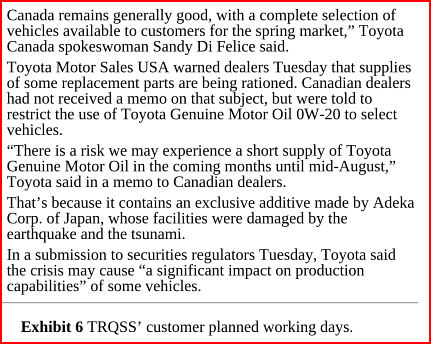 Canada remains generally good, with a complete selection of
vehicles available to customers for the spring market,” Toyota
Canada spokeswoman Sandy Di Felice said.
Toyota Motor Sales USA warned dealers Tuesday that supplies
of some replacement parts are being rationed. Canadian dealers
had not received a memo on that subject, but were told to
restrict the use of Toyota Genuine Motor Oil 0W-20 to select
vehicles.
“There is a risk we may experience a short supply of Toyota
Genuine Motor Oil in the coming months until mid-August,”
Toyota said in a memo to Canadian dealers.
That’s because it contains an exclusive additive made by Adeka
Corp. of Japan, whose facilities were damaged by the
earthquake and the tsunami.
In a submission to securities regulators Tuesday, Toyota said
the crisis may cause “a significant impact on production
capabilities” of some vehicles.
Exhibit 6 TRQSS’ customer planned working days.